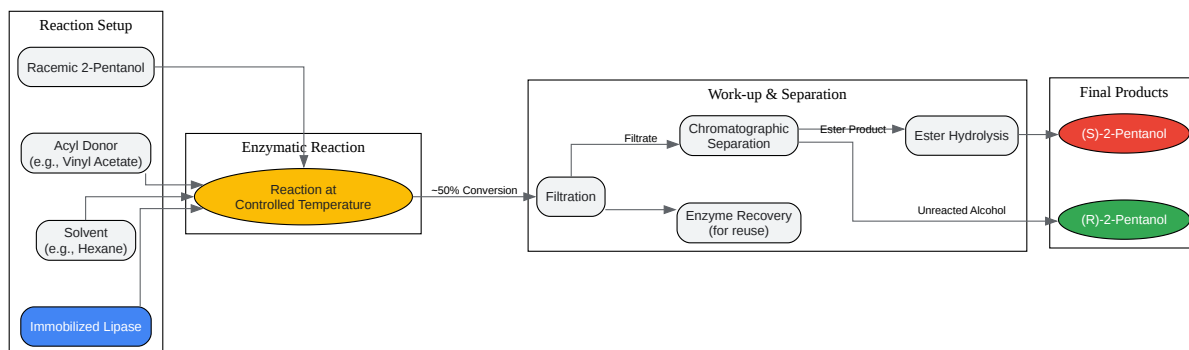 Reaction Setup
Racemic 2-Pentanol
Acyl Donor
(e.g., Vinyl Acetate)
Solvent
(e.g., Hexane)
Immobilized Lipase
Enzymatic Reaction
Reaction at
Controlled Temperature
~50% Conversion
Work-up & Separation
Filtration
Filtrate
Chromatographic
Separation
Ester Product
Ester Hydrolysis
Enzyme Recovery
(for reuse)
Unreacted Alcohol
Final Products
(S)-2-Pentanol
(R)-2-Pentanol